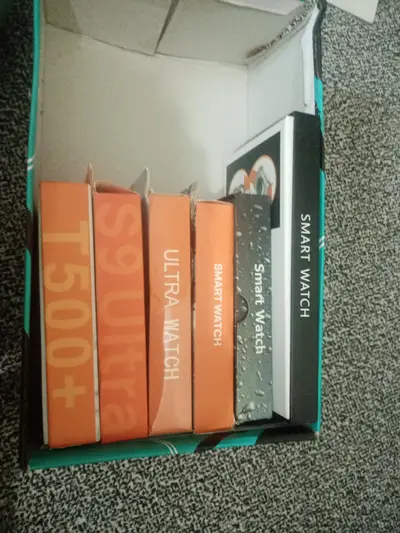 T500+
S9 Ultra
ULTRA WATCH
SMART WATCH
Smart Watch
SMART WATCH